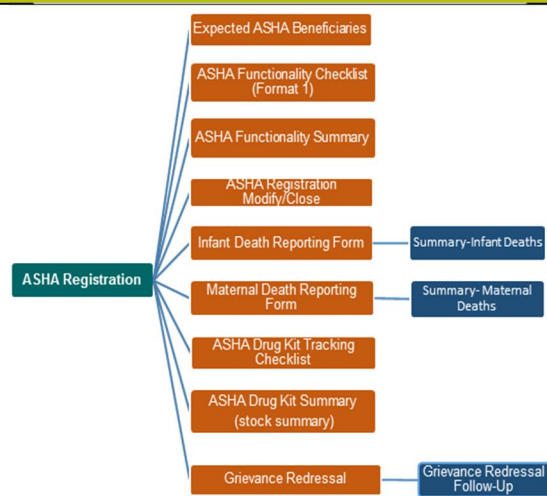 Expected ASHA Beneficiaries
ASHA Functionality Checklist
(Format 1)
ASHA Functionality Summary
ASHA Registration
Modify/Close
Infant Death Reporting Form
Summary-Infant Deaths
ASHA Registration
Maternal Death Reporting
Form
Summary- Maternal
Deaths
ASHA Drug Kit Tracking
Checklist
ASHA Drug Kit Summary
(stock summary)
Grievance Redressal
Grievance Redressal
Follow-Up